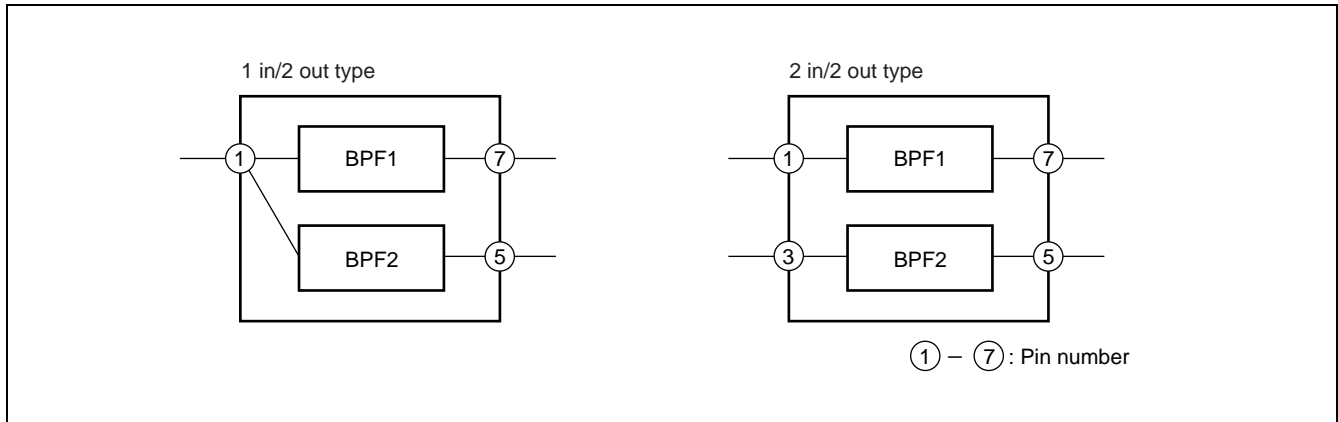 1 in/2 out type
1
BPF1
7
BPF2
5
2 in/2 out type
1
BPF1
7
3
BPF2
5
1 – 7 : Pin number